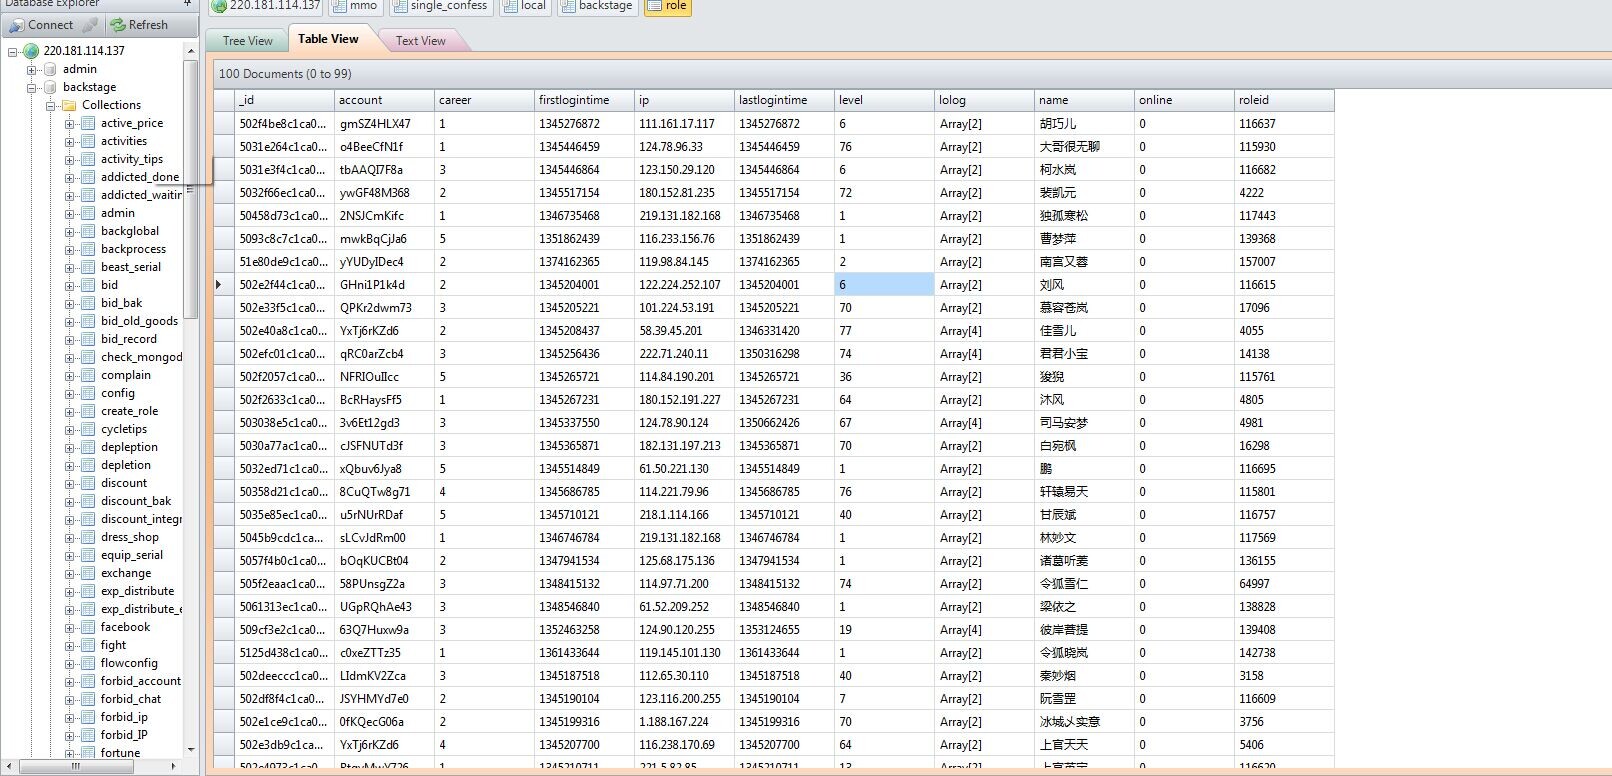 Database Explorer
Connect Refresh
220.181.114.137
admin
backstage
Collections
active_price
activities
activity_tips
addicted_done
addicted_waitin
admin
backglobal
backprocess
beast_serial
bid
bid_bak
bid_old_goods
bid_record
check_mongod
complain
config
create_role
cycletips
depleption
depletion
discount
discount_bak
discount_integr
dress_shop
equip_serial
exchange
exp_distribute
exp_distribute_e
facebook
fight
flowconfig
forbid_account
forbid_chat
forbid_ip
forbid_IP
fortune
220.181.114.137 mmo single_confess local backstage role
Tree View Table View Text View
100 Documents (0 to 99)
_id account career firstlogintime ip lastlogintime level lolog name online roleid
502f4be8c1ca0... gmSZ4HLX47 1 1345276872 111.161.17.117 1345276872 6 Array[2] 胡巧儿 0 116637
5031e264c1ca0... o4BeeCfN1f 1 1345446459 124.78.96.33 1345446459 76 Array[2] 大哥很无聊 0 115930
5031e3f4c1ca0... tbAAQI7F8a 3 1345446864 123.150.29.120 1345446864 6 Array[2] 柯水岚 0 116682
5032f66ec1ca0... ywGF48M368 2 1345517154 180.152.81.235 1345517154 72 Array[2] 裴凯元 0 4222
50458d73c1ca0... 2NSJCmKifc 1 1346735468 219.131.182.168 1346735468 1 Array[2] 独孤寒松 0 117443
5093c8c7c1ca0... mwkBqCjJa6 5 1351862439 116.233.156.76 1351862439 1 Array[2] 曹梦萍 0 139368
51e80de9c1ca0... yYUDyIDec4 2 1374162365 119.98.84.145 1374162365 2 Array[2] 南宫又蓉 0 157007
502e2f44c1ca0... GHni1P1k4d 2 1345204001 122.224.252.107 1345204001 6 Array[2] 刘风 0 116615
502e33f5c1ca0... QPKr2dwm73 3 1345205221 101.224.53.191 1345205221 70 Array[2] 慕容苍岚 0 17096
502e40a8c1ca0... YxTj6rKZd6 2 1345208437 58.39.45.201 1346331420 77 Array[4] 佳雪儿 0 4055
502efc01c1ca0... qRC0arZcb4 3 1345256436 222.71.240.11 1350316298 74 Array[4] 君君小宝 0 14138
502f2057c1ca0... NFRIOuIIcc 5 1345265721 114.84.190.201 1345265721 36 Array[2] 狻猊 0 115761
502f2633c1ca0... BcRHaysFf5 1 1345267231 180.152.191.227 1345267231 64 Array[2] 沐风 0 4805
503038e5c1ca0... 3v6Et12gd3 3 1345337550 124.78.90.124 1350662426 67 Array[4] 司马安梦 0 4981
5030a77ac1ca0... cJSFNUTd3f 3 1345365871 182.131.197.213 1345365871 70 Array[2] 白宛枫 0 16298
5032ed71c1ca0... xQbuv6Jya8 5 1345514849 61.50.221.130 1345514849 1 Array[2] 鹏 0 116695
50358d21c1ca0... 8CuQTw8g71 4 1345686785 114.221.79.96 1345686785 76 Array[2] 轩辕易天 0 115801
5035e85ec1ca0... u5rNUrRDaf 5 1345710121 218.1.114.166 1345710121 40 Array[2] 甘辰斌 0 116757
5045b9cdc1ca... sLCvJdRm00 1 1346746784 219.131.182.168 1346746784 1 Array[2] 林妙文 0 117569
5057f4b0c1ca0... bOqKUCBt04 2 1347941534 125.68.175.136 1347941534 1 Array[2] 诸葛听菱 0 136155
505f2eaac1ca0... 58PUnsgZ2a 3 1348415132 114.97.71.200 1348415132 74 Array[2] 令狐雪仁 0 64997
5061313ec1ca0... UGpRQhAe43 3 1348546840 61.52.209.252 1348546840 1 Array[2] 梁依之 0 138828
509cf3e2c1ca0... 63Q7Huxw9a 3 1352463258 124.90.120.255 1353124655 19 Array[4] 彼岸菩提 0 139408
5125d438c1ca0... c0xeZTTz35 1 1361433644 119.145.101.130 1361433644 1 Array[2] 令狐晓岚 0 142738
502deeccc1ca0... LIdmKV2Zca 3 1345187518 112.65.30.110 1345187518 40 Array[2] 秦妙烟 0 3158
502df8f4c1ca0... JSYHMYd7e0 2 1345190104 123.116.200.255 1345190104 7 Array[2] 阮雪罡 0 116609
502e1ce9c1ca0... 0fKQecG06a 2 1345199316 1.188.167.224 1345199316 70 Array[2] 冰城乄实意 0 3756
502e3db9c1ca... YxTj6rKZd6 4 1345207700 116.238.170.69 1345207700 64 Array[2] 上官天天 0 5406